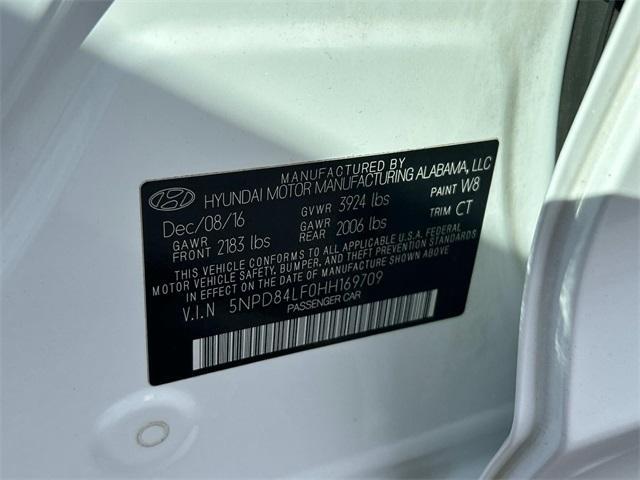 MANUFACTURED BY
HYUNDAI MOTOR MANUFACTURING ALABAMA, LLC
Dec/08/16 GVWR 3924 lbs PAINT W8
GAWR FRONT 2183 lbs GAWR REAR 2006 lbs TRIM CT
THIS VEHICLE CONFORMS TO ALL APPLICABLE U.S.A. FEDERAL
MOTOR VEHICLE SAFETY, BUMPER, AND THEFT PREVENTION STANDARDS
IN EFFECT ON THE DATE OF MANUFACTURE SHOWN ABOVE.
V.I.N 5NPD84LF0HH169709
PASSENGER CAR